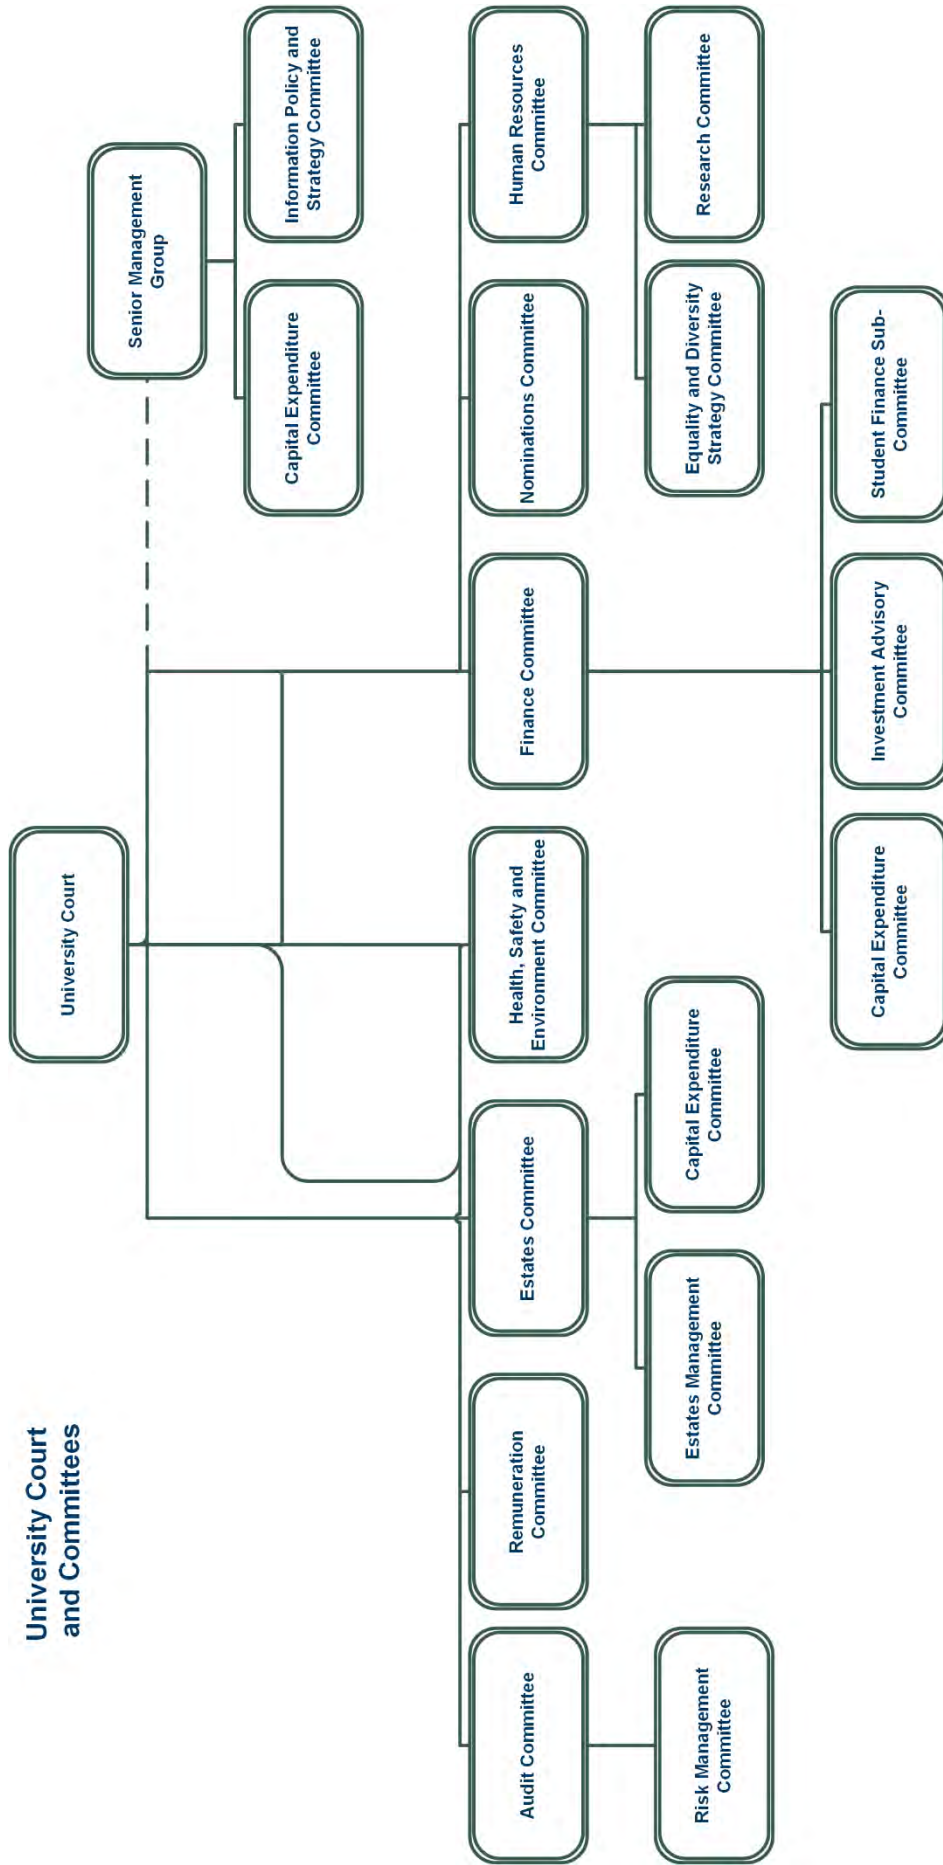 University Court
and Committees
University Court
Senior Management
Group
Capital Expenditure
Committee
Information Policy and
Strategy Committee
Audit Committee
Remuneration
Committee
Estates Committee
Health, Safety and
Environment Committee
Finance Committee
Nominations Committee
Human Resources
Committee
Risk Management
Committee
Estates Management
Committee
Capital Expenditure
Committee
Equality and Diversity
Strategy Committee
Research Committee
Capital Expenditure
Committee
Investment Advisory
Committee
Student Finance Sub-
Committee